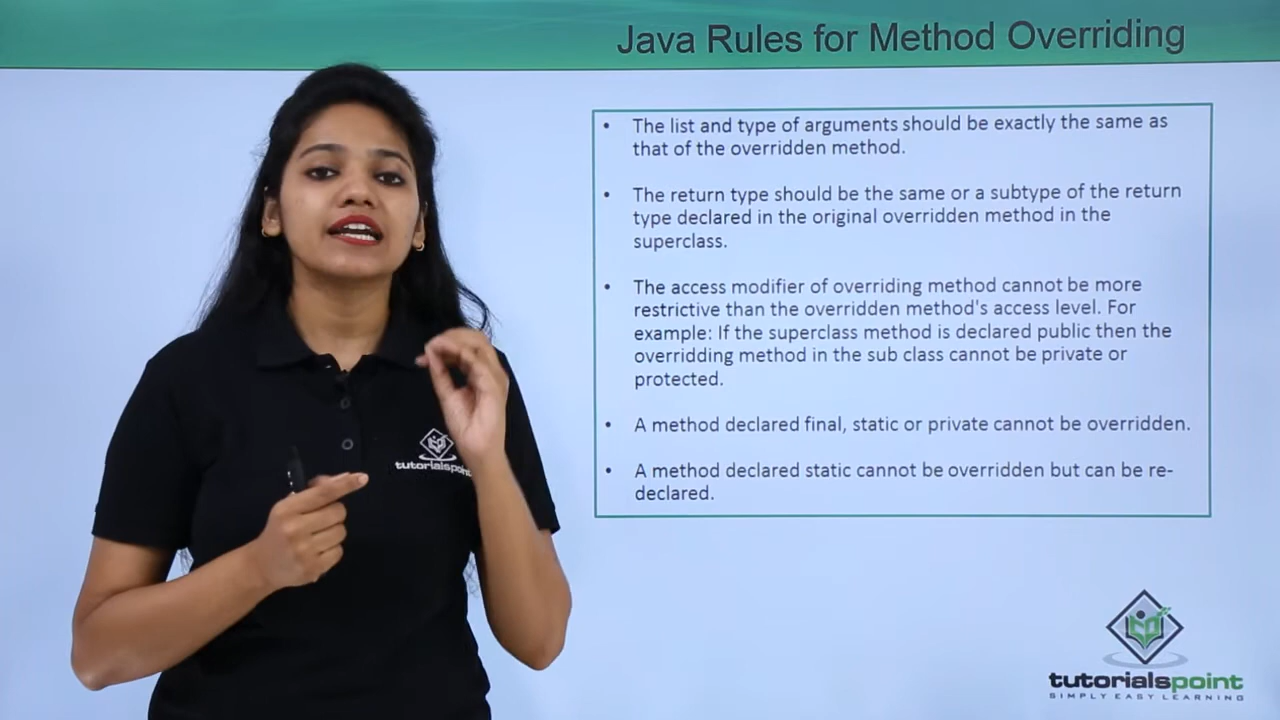 Java Rules for Method Overriding
• The list and type of arguments should be exactly the same as
that of the overridden method.
• The return type should be the same or a subtype of the return
type declared in the original overridden method in the
superclass.
• The access modifier of overriding method cannot be more
restrictive than the overridden method's access level. For
example: If the superclass method is declared public then the
overridding method in the sub class cannot be private or
protected.
• A method declared final, static or private cannot be overridden.
• A method declared static cannot be overridden but can be re-
declared.
tutorialspoint
tutorialspoint
SIMPLY EASY LEARNING